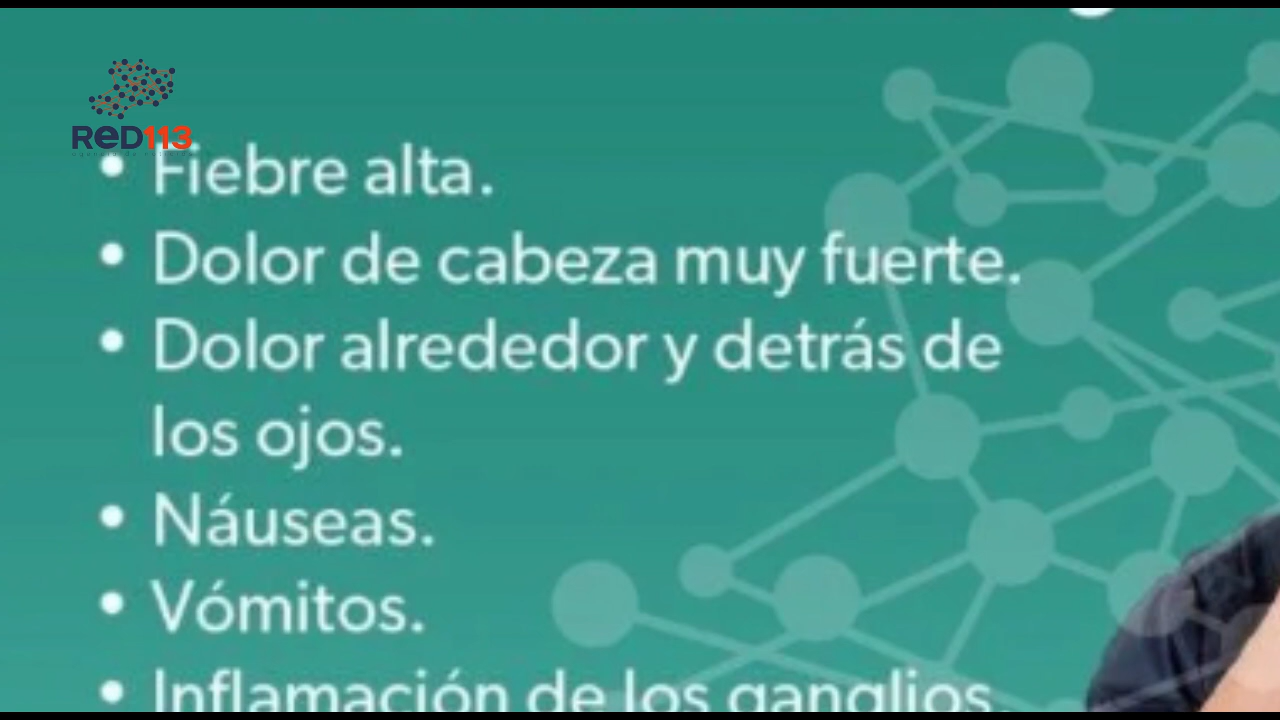 RED113
• Fiebre alta.
• Dolor de cabeza muy fuerte.
• Dolor alrededor y detrás de
los ojos.
• Náuseas.
• Vómitos.
• Inflamación de los ganglios.